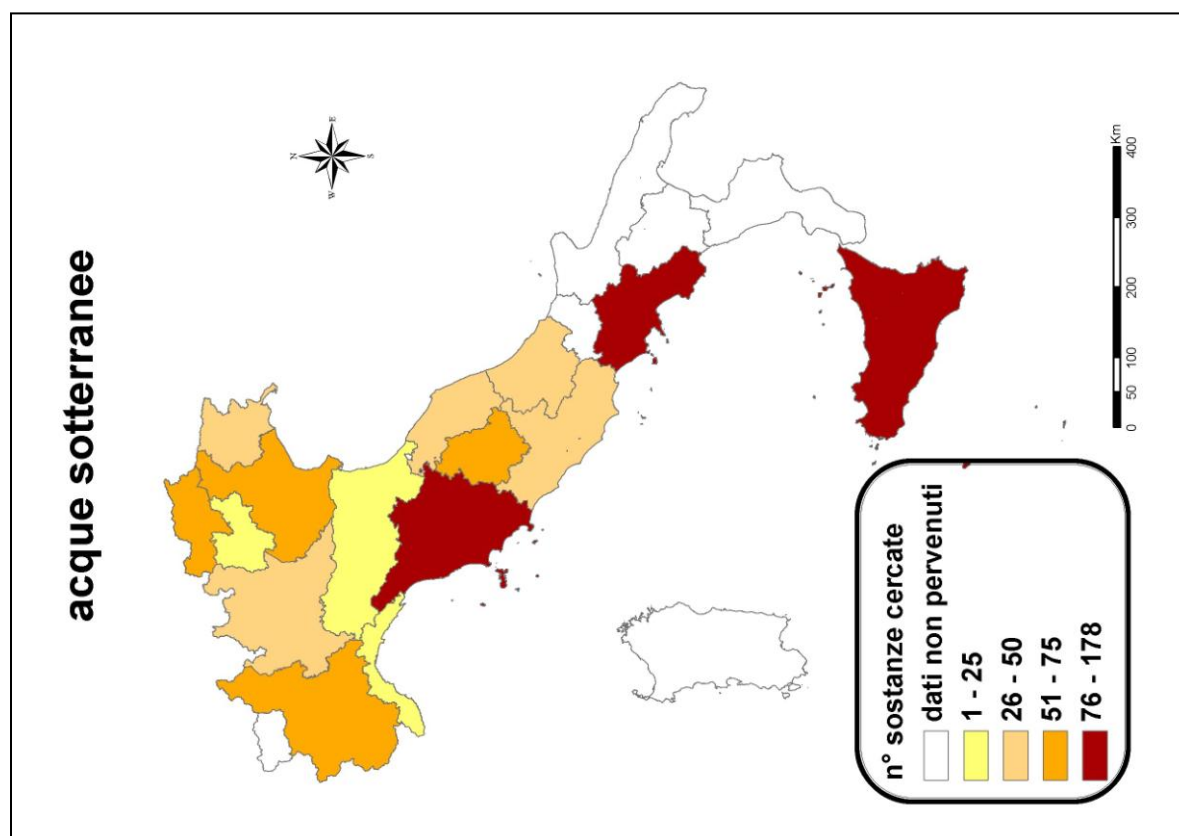 acque sotterranee
N
W
E
S
n° sostanze cercate
dati non pervenuti
1 - 25
26 - 50
51 - 75
76 - 178
Km
0 50 100 200 300 400